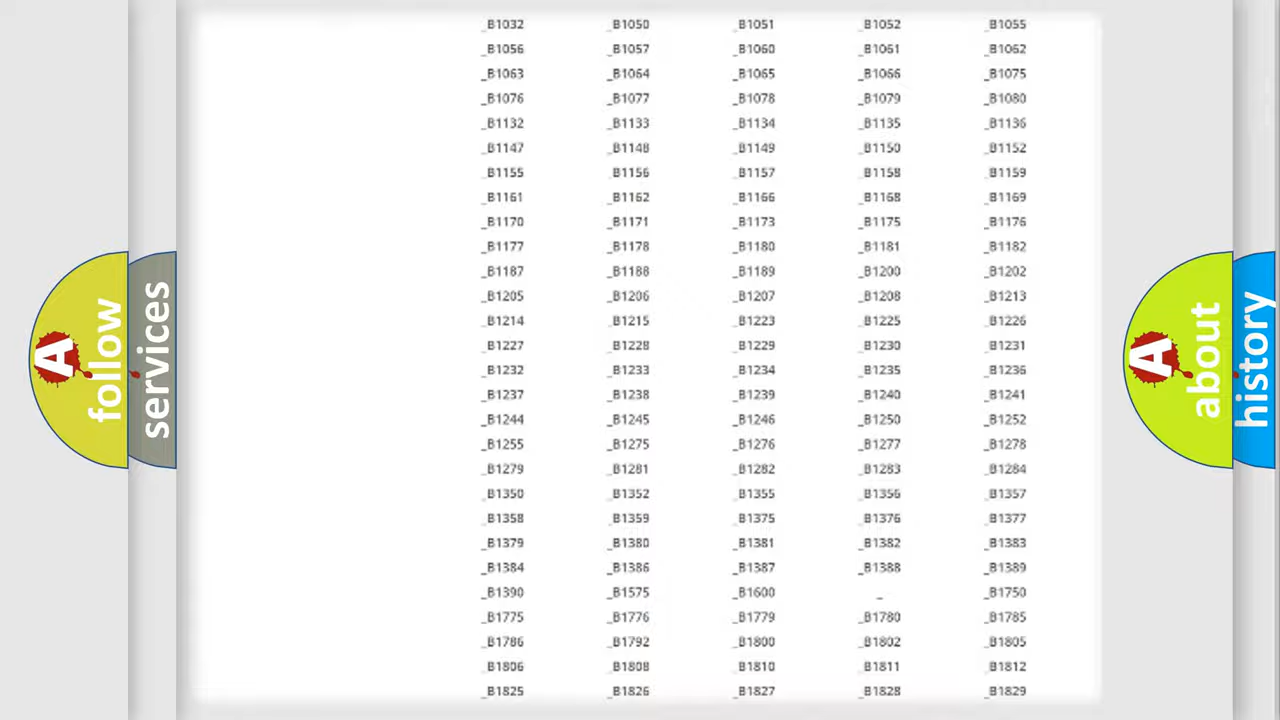 _B1032 _B1050 _B1051 _B1052 _B1055
_B1056 _B1057 _B1060 _B1061 _B1062
_B1063 _B1064 _B1065 _B1066 _B1075
_B1076 _B1077 _B1078 _B1079 _B1080
_B1132 _B1133 _B1134 _B1135 _B1136
_B1147 _B1148 _B1149 _B1150 _B1152
_B1155 _B1156 _B1157 _B1158 _B1159
_B1161 _B1162 _B1166 _B1168 _B1169
_B1170 _B1171 _B1173 _B1175 _B1176
_B1177 _B1178 _B1180 _B1181 _B1182
_B1187 _B1188 _B1189 _B1200 _B1202
_B1205 _B1206 _B1207 _B1208 _B1213
_B1214 _B1215 _B1223 _B1225 _B1226
_B1227 _B1228 _B1229 _B1230 _B1231
_B1232 _B1233 _B1234 _B1235 _B1236
_B1237 _B1238 _B1239 _B1240 _B1241
_B1244 _B1245 _B1246 _B1250 _B1252
_B1255 _B1275 _B1276 _B1277 _B1278
_B1279 _B1281 _B1282 _B1283 _B1284
_B1350 _B1352 _B1355 _B1356 _B1357
_B1358 _B1359 _B1375 _B1376 _B1377
_B1379 _B1380 _B1381 _B1382 _B1383
_B1384 _B1386 _B1387 _B1388 _B1389
_B1390 _B1575 _B1600 _ _B1750
_B1775 _B1776 _B1779 _B1780 _B1785
_B1786 _B1792 _B1800 _B1802 _B1805
_B1806 _B1808 _B1810 _B1811 _B1812
_B1825 _B1826 _B1827 _B1828 _B1829
A
follow
services
A
about
history